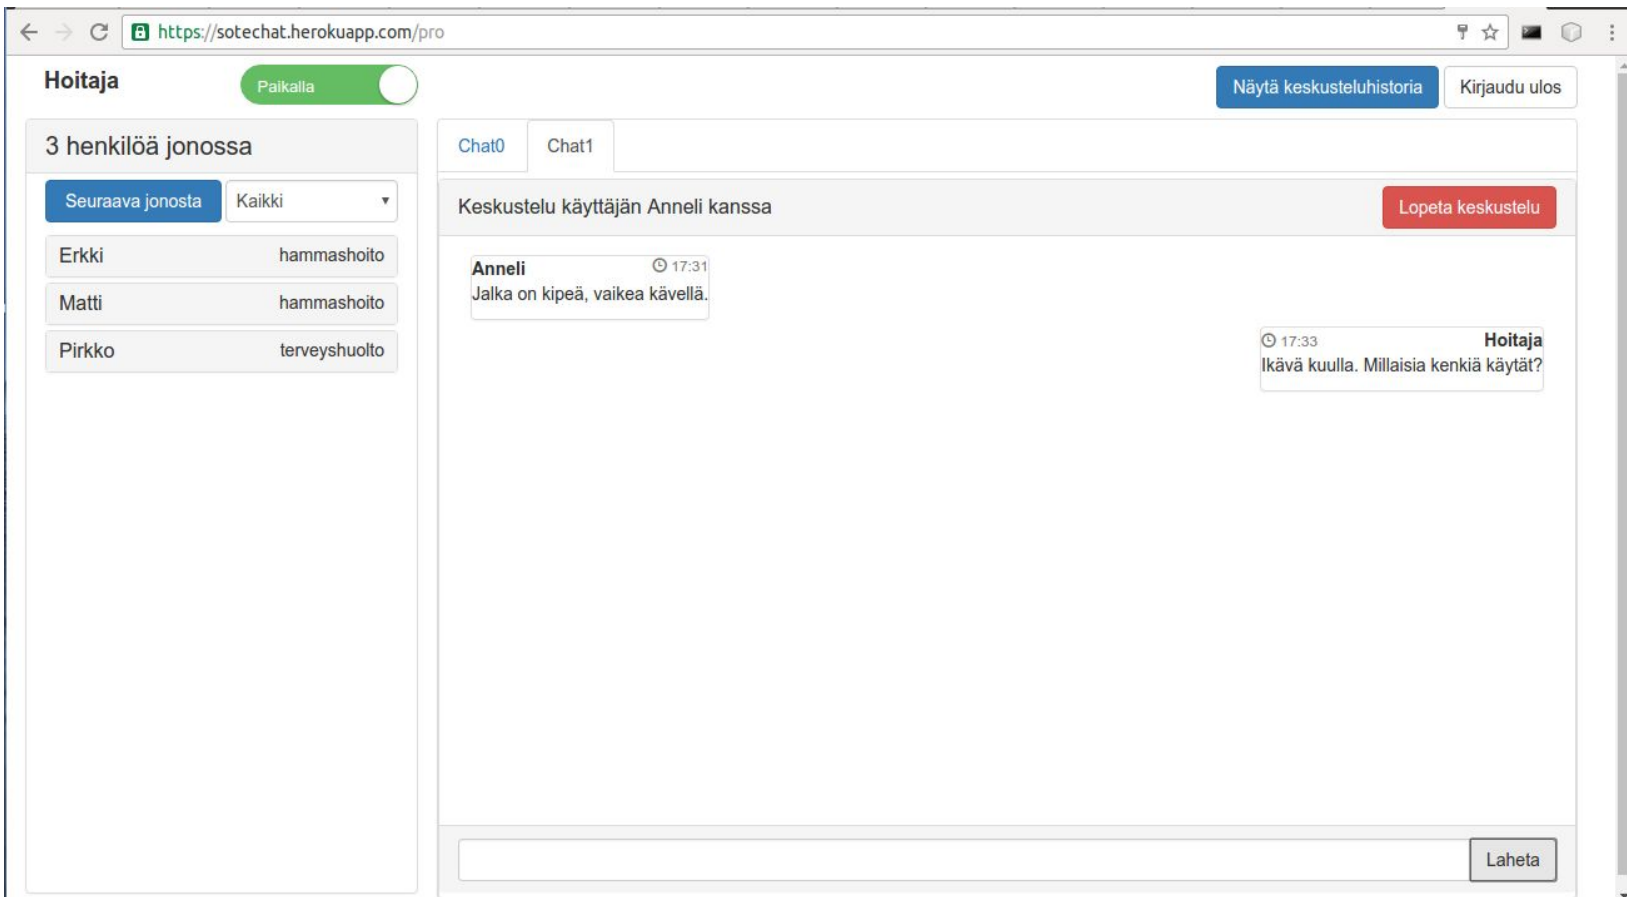 https://sotechat.herokuapp.com/pro
Hoitaja
Paikalla
Näytä keskusteluhistoria
Kirjaudu ulos
3 henkilöä jonossa
Seuraava jonosta
Kaikki
Erkki hammashoito
Matti hammashoito
Pirkko terveyshuolto
Chat0
Chat1
Keskustelu käyttäjän Anneli kanssa
Lopeta keskustelu
Anneli 17:31
Jalka on kipeä, vaikea kävellä.
17:33 Hoitaja
Ikävä kuulla. Millaisia kenkiä käytät?
Laheta